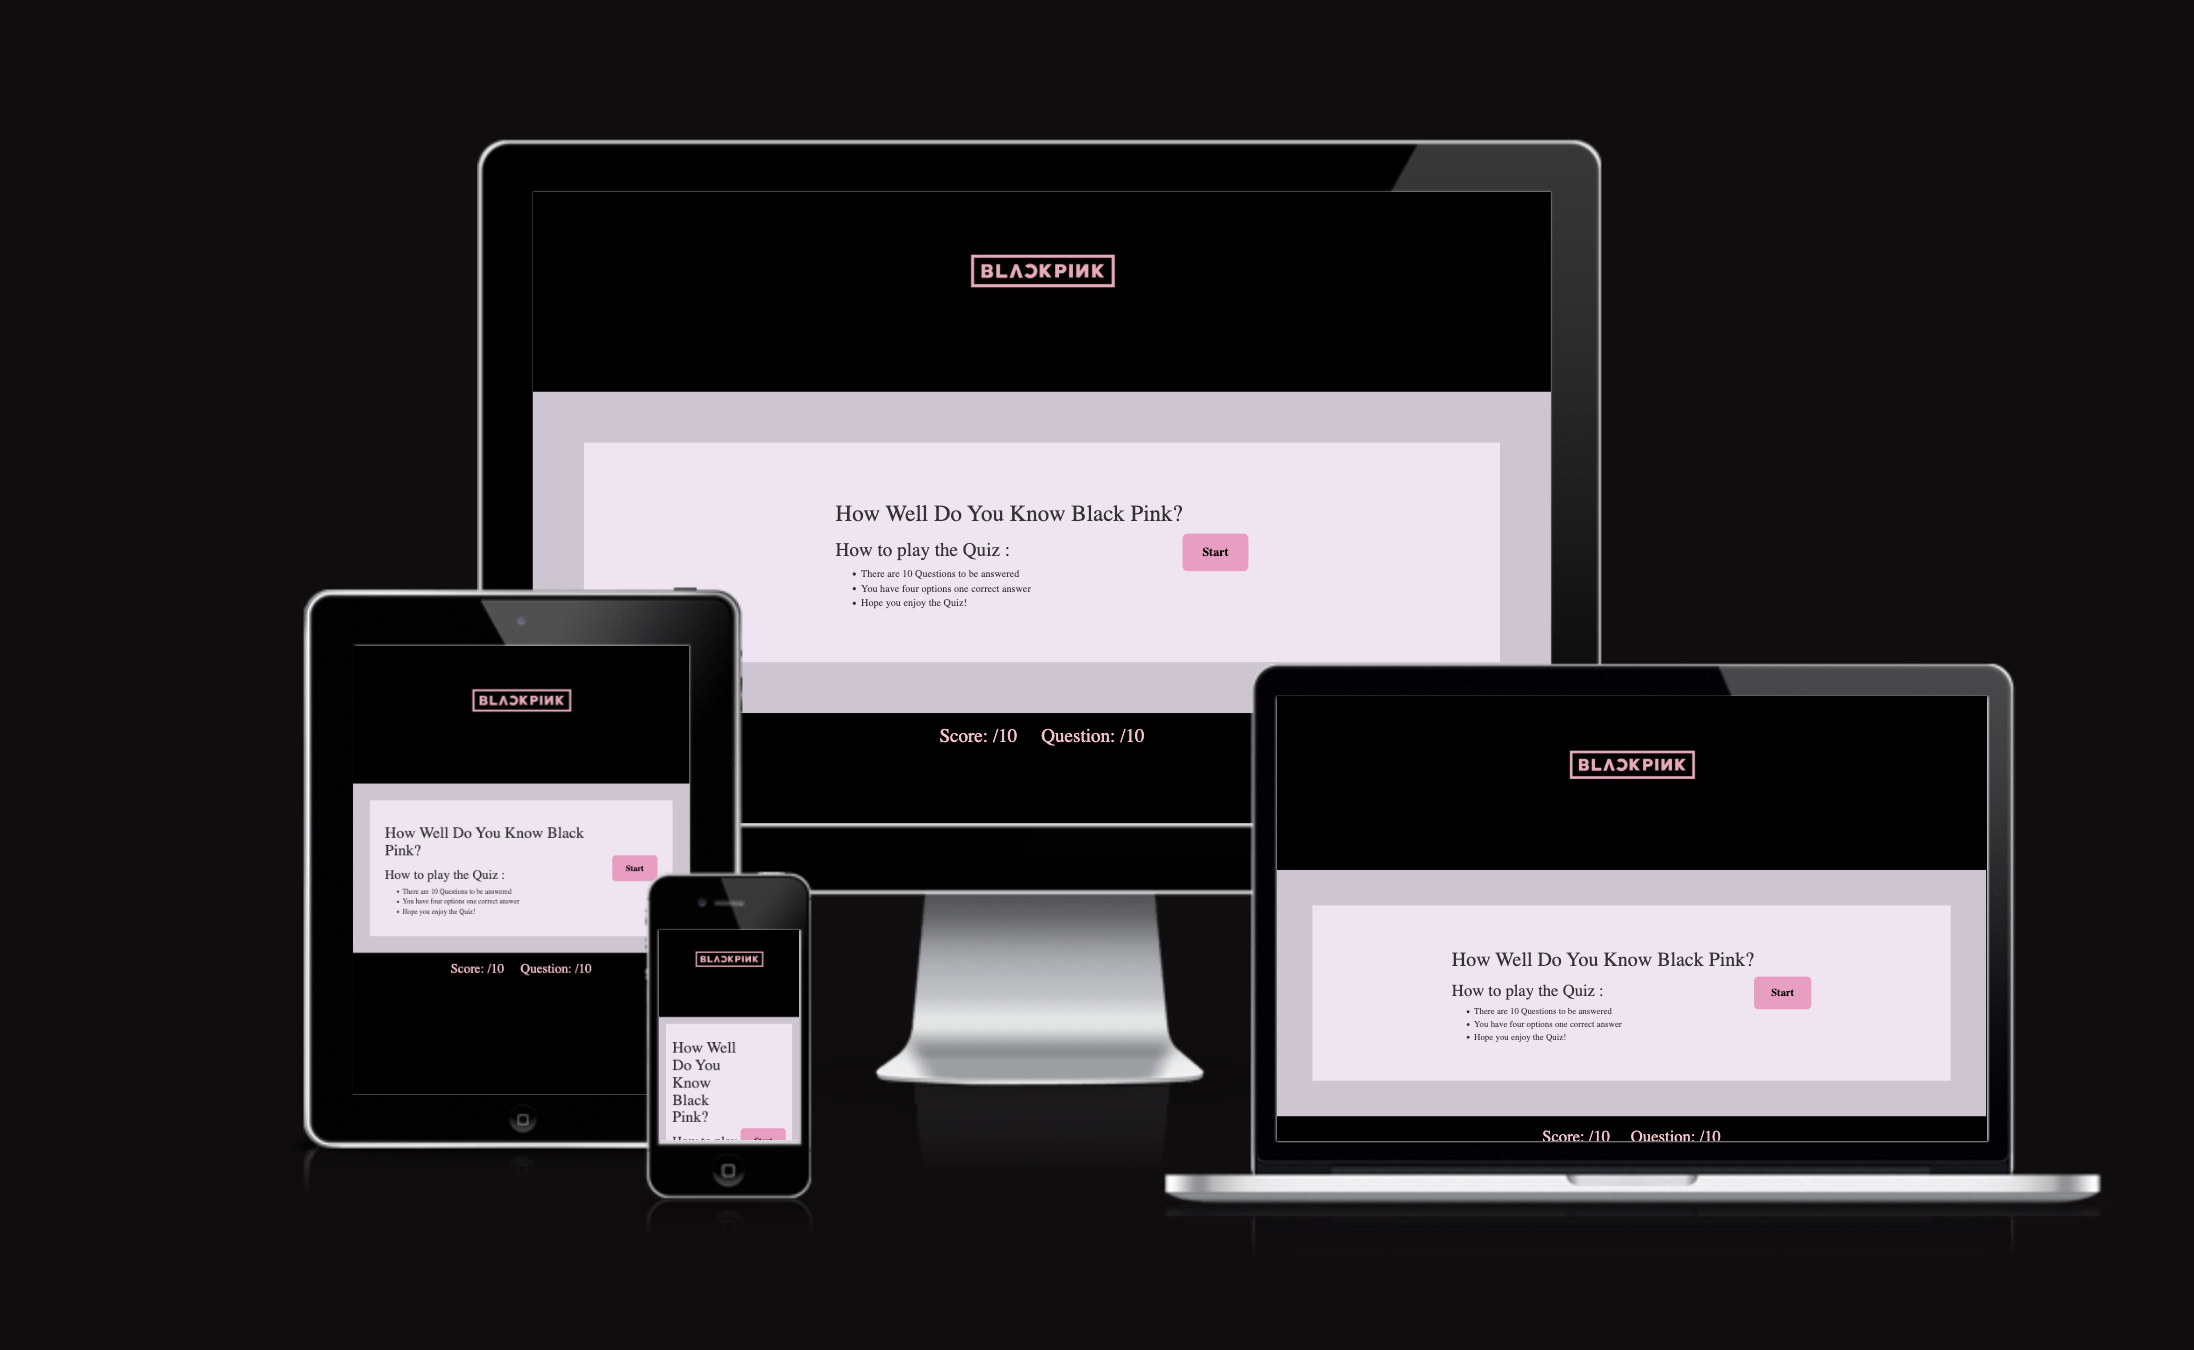 BLACKPINK
How Well Do You Know Black Pink?
How to play the Quiz :
Start
• There are 10 Questions to be answered
• You have four options one correct answer
• Hope you enjoy the Quiz!
Score: /10 Question: /10
BLACKPINK
How Well Do You Know Black
Pink?
How to play the Quiz :
Start
• There are 10 Questions to be answered
• You have four options one correct answer
• Hope you enjoy the Quiz!
Score: /10 Question: /10
BLACKPINK
How Well
Do You
Know
Black
Pink?
How to play
Start
BLACKPINK
How Well Do You Know Black Pink?
How to play the Quiz :
Start
• There are 10 Questions to be answered
• You have four options one correct answer
• Hope you enjoy the Quiz!
Score: /10 Question: /10